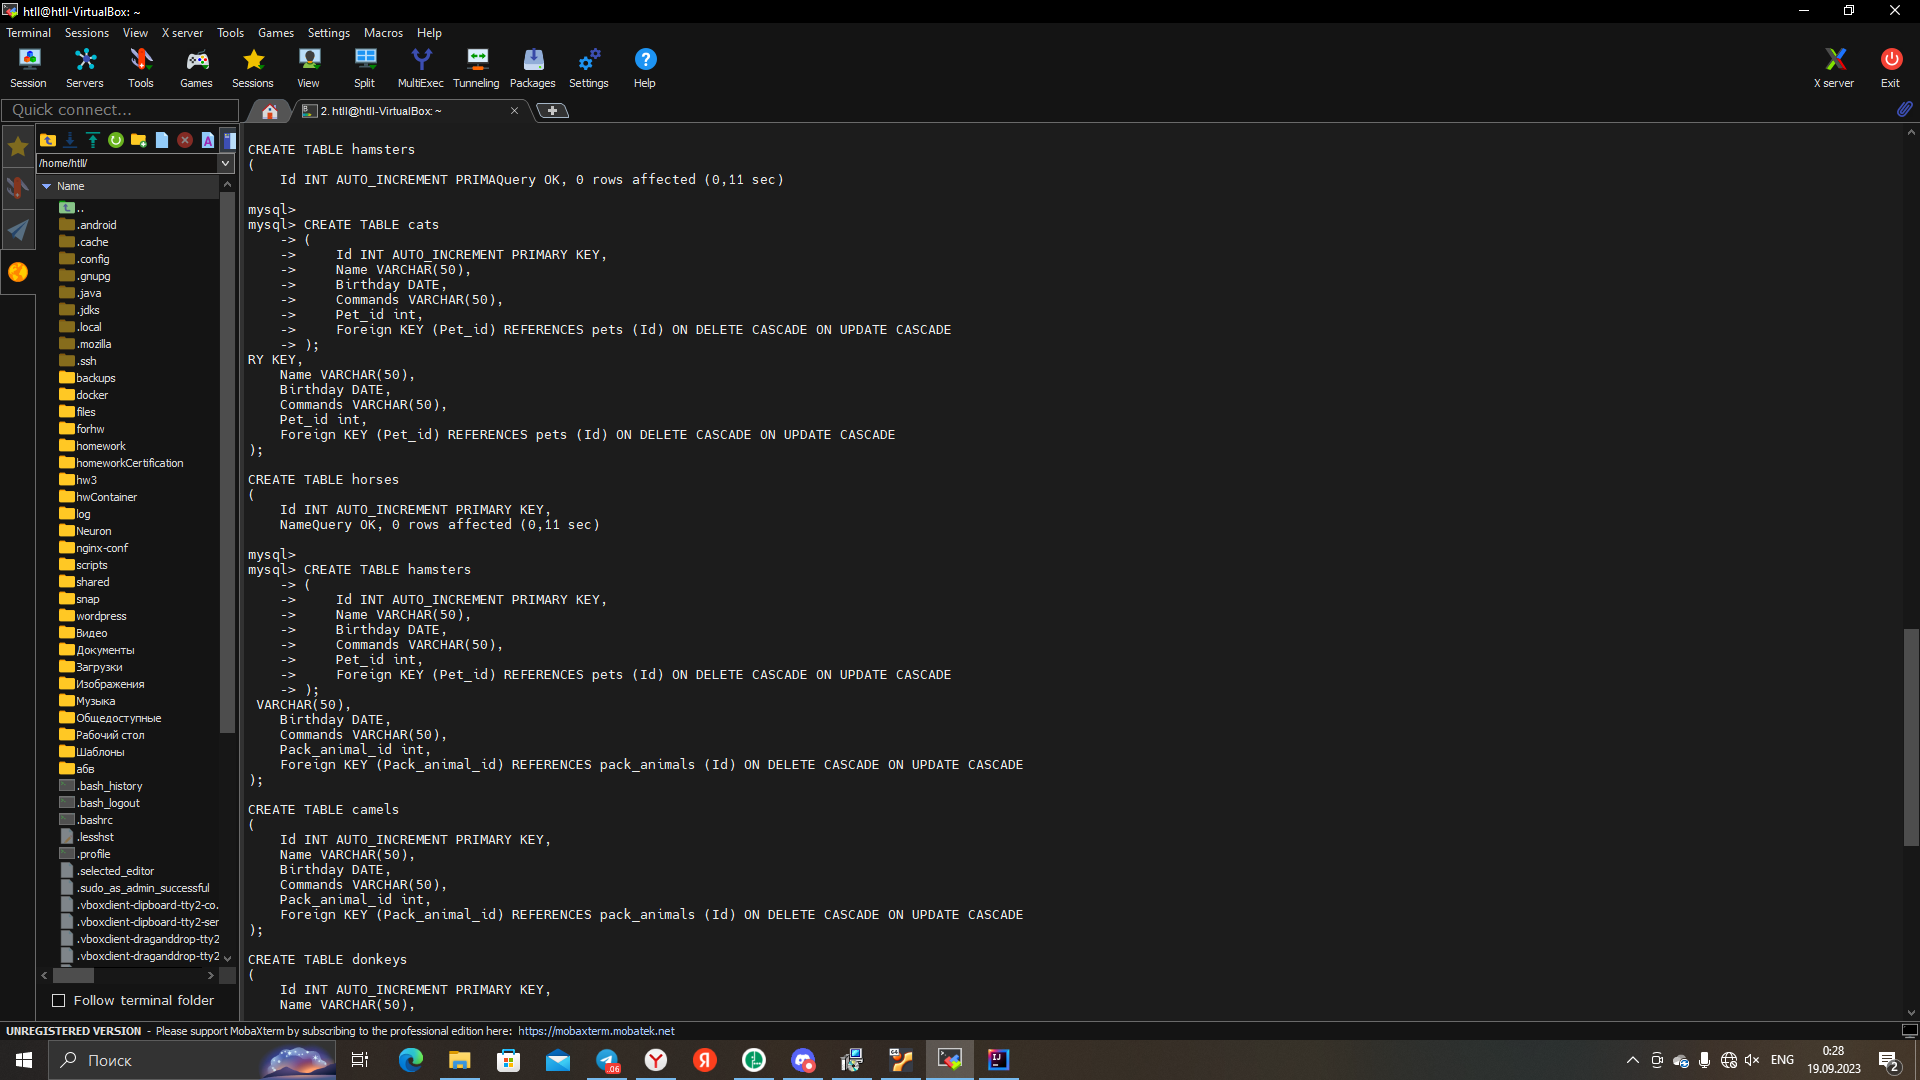 htll@htll-VirtualBox: ~
Terminal Sessions View X server Tools Games Settings Macros Help
Session Servers Tools Games Sessions View Split MultiExec Tunneling Packages Settings Help X server Exit
Quick connect...
2. htll@htll-VirtualBox: ~
/home/htll/
Name
..
.android
.cache
.config
.gnupg
.java
.jdks
.local
.mozilla
.ssh
backups
docker
files
forhw
homework
homeworkCertification
hw3
hwContainer
log
Neuron
nginx-conf
scripts
shared
snap
wordpress
Видео
Документы
Загрузки
Изображения
Музыка
Общедоступные
Рабочий стол
Шаблоны
абв
.bash_history
.bash_logout
.bashrc
.lesshst
.profile
.selected_editor
.sudo_as_admin_successful
.vboxclient-clipboard-tty2-co.
.vboxclient-clipboard-tty2-ser
.vboxclient-draganddrop-tty2
.vboxclient-draganddrop-tty2
Follow terminal folder
CREATE TABLE hamsters
(
    Id INT AUTO_INCREMENT PRIMAQuery OK, 0 rows affected (0,11 sec)
mysql>
mysql> CREATE TABLE cats
    -> (
    ->     Id INT AUTO_INCREMENT PRIMARY KEY,
    ->     Name VARCHAR(50),
    ->     Birthday DATE,
    ->     Commands VARCHAR(50),
    ->     Pet_id int,
    ->     Foreign KEY (Pet_id) REFERENCES pets (Id) ON DELETE CASCADE ON UPDATE CASCADE
    -> );
RY KEY,
    Name VARCHAR(50),
    Birthday DATE,
    Commands VARCHAR(50),
    Pet_id int,
    Foreign KEY (Pet_id) REFERENCES pets (Id) ON DELETE CASCADE ON UPDATE CASCADE
);
CREATE TABLE horses
(
    Id INT AUTO_INCREMENT PRIMARY KEY,
    NameQuery OK, 0 rows affected (0,11 sec)
mysql>
mysql> CREATE TABLE hamsters
    -> (
    ->     Id INT AUTO_INCREMENT PRIMARY KEY,
    ->     Name VARCHAR(50),
    ->     Birthday DATE,
    ->     Commands VARCHAR(50),
    ->     Pet_id int,
    ->     Foreign KEY (Pet_id) REFERENCES pets (Id) ON DELETE CASCADE ON UPDATE CASCADE
    -> );
 VARCHAR(50),
    Birthday DATE,
    Commands VARCHAR(50),
    Pack_animal_id int,
    Foreign KEY (Pack_animal_id) REFERENCES pack_animals (Id) ON DELETE CASCADE ON UPDATE CASCADE
);
CREATE TABLE camels
(
    Id INT AUTO_INCREMENT PRIMARY KEY,
    Name VARCHAR(50),
    Birthday DATE,
    Commands VARCHAR(50),
    Pack_animal_id int,
    Foreign KEY (Pack_animal_id) REFERENCES pack_animals (Id) ON DELETE CASCADE ON UPDATE CASCADE
);
CREATE TABLE donkeys
(
    Id INT AUTO_INCREMENT PRIMARY KEY,
    Name VARCHAR(50),
UNREGISTERED VERSION - Please support MobaXterm by subscribing to the professional edition here: https://mobaxterm.mobatek.net
Поиск
ENG
0:28
19.09.2023
2